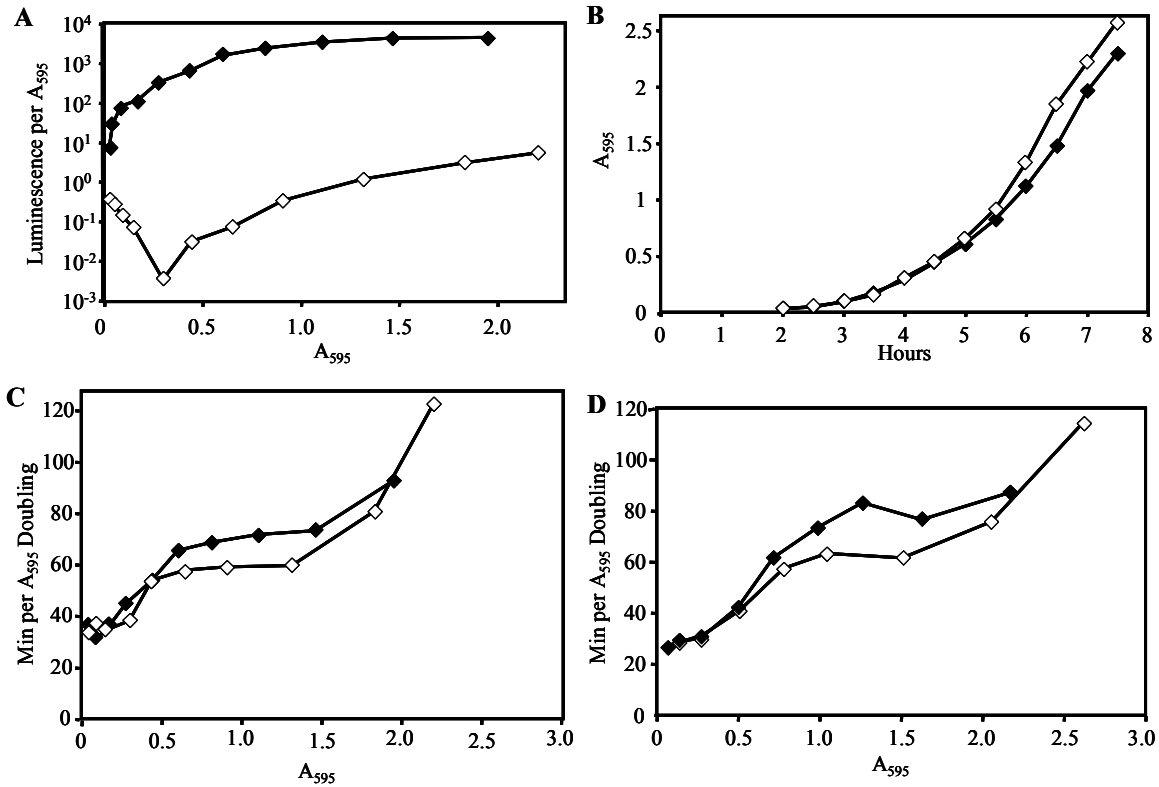 A
Luminescence per A595
10^4
10^3
10^2
10^1
10^0
10^-1
10^-2
10^-3
0 0.5 1.0 1.5 2.0
A595
B
A595
2.5
2
1.5
1
0.5
0
0 1 2 3 4 5 6 7 8
Hours
C
Min per A595 Doubling
120
100
80
60
40
20
0
0 0.5 1.0 1.5 2.0 2.5 3.0
A595
D
Min per A595 Doubling
120
100
80
60
40
20
0
0 0.5 1.0 1.5 2.0 2.5 3.0
A595